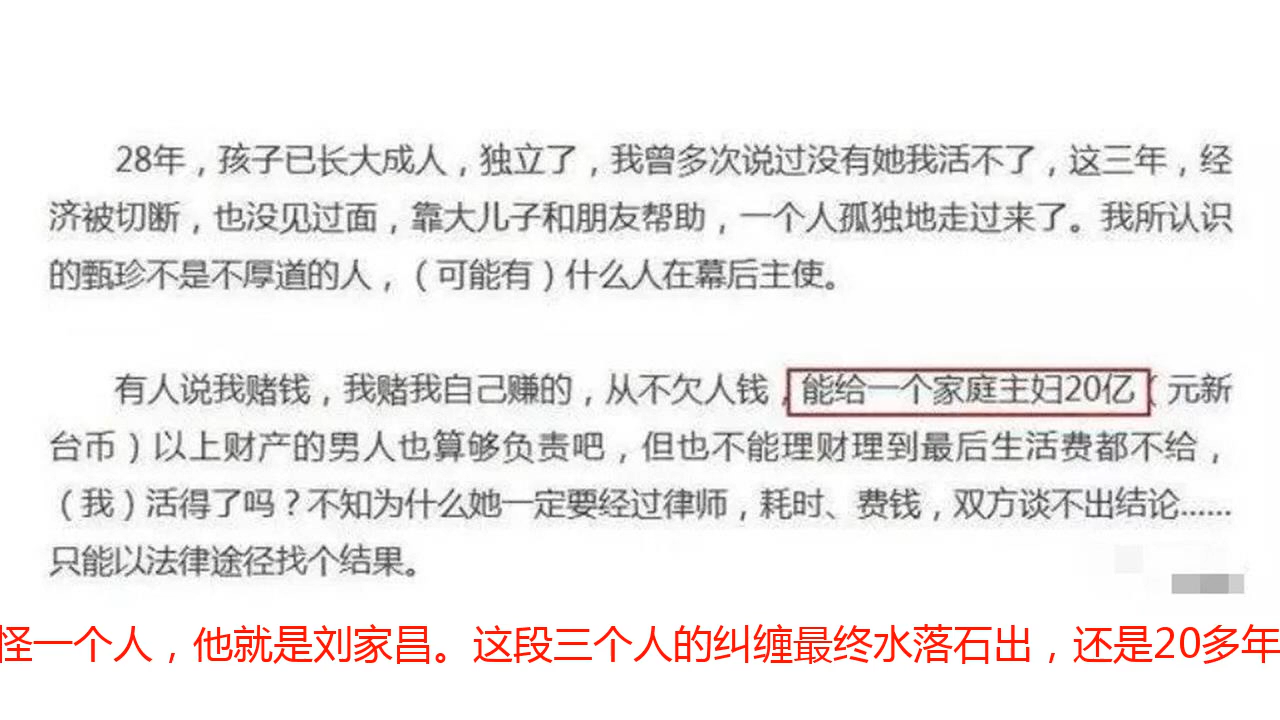 28年，孩子已长大成人，独立了，我曾多次说过没有她我活不了，这三年，经
济被切断，也没见过面，靠大儿子和朋友帮助，一个人孤独地走过来了。我所认识
的甄珍不是不厚道的人，（可能有）什么人在幕后主使。
有人说我赌钱，我赌我自己赚的，从不欠人钱，能给一个家庭主妇20亿（元新
台币）以上财产的男人也算够负责吧，但也不能理财理到最后生活费都不给，
（我）活得了吗？不知为什么她一定要经过律师，耗时、费钱，双方谈不出结论......
只能以法律途径找个结果。
怪一个人，他就是刘家昌。这段三个人的纠缠最终水落石出，还是20多年